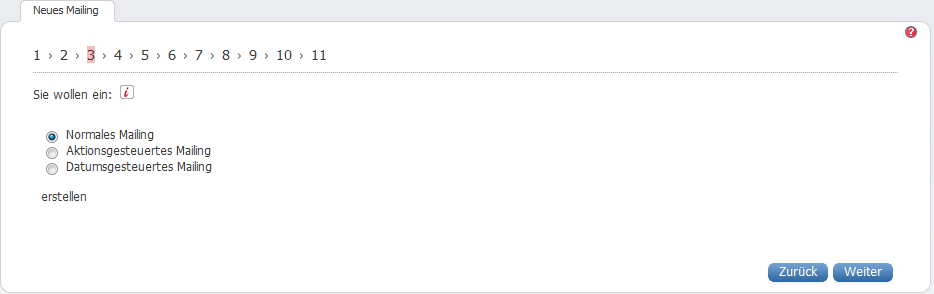 Neues Mailing
?
1 › 2 › 3 › 4 › 5 › 6 › 7 › 8 › 9 › 10 › 11
Sie wollen ein: i
Normales Mailing
Aktionsgesteuertes Mailing
Datumsgesteuertes Mailing
erstellen
Zurück Weiter